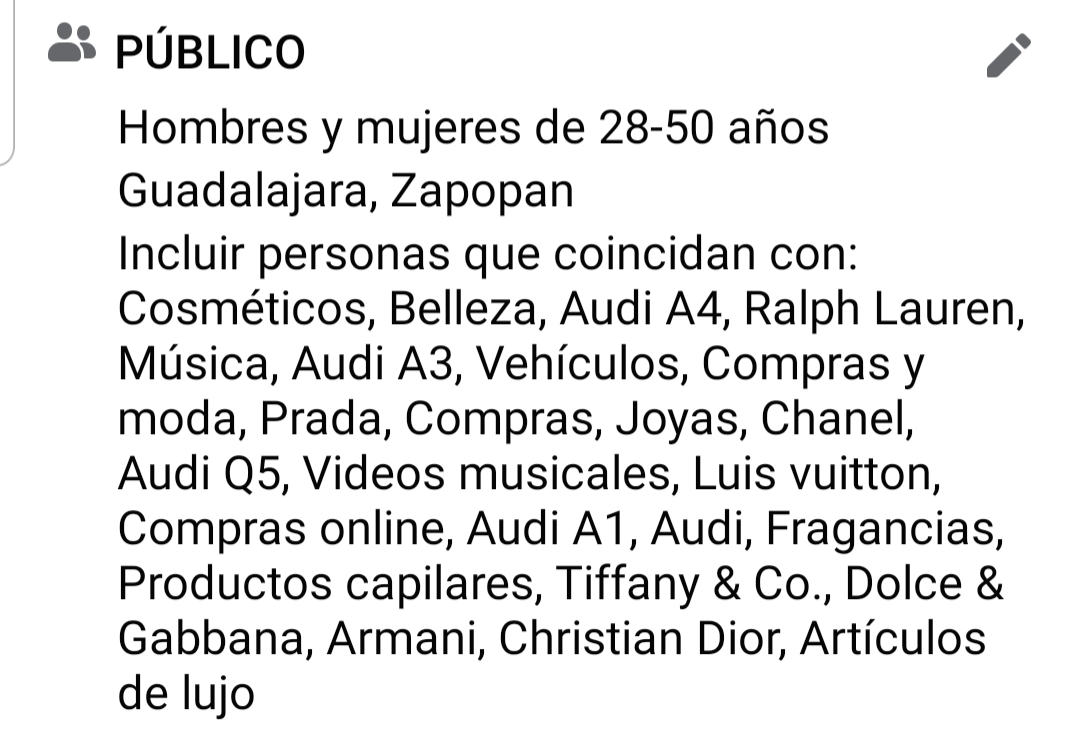 PÚBLICO
Hombres y mujeres de 28-50 años
Guadalajara, Zapopan
Incluir personas que coincidan con:
Cosméticos, Belleza, Audi A4, Ralph Lauren,
Música, Audi A3, Vehículos, Compras y
moda, Prada, Compras, Joyas, Chanel,
Audi Q5, Videos musicales, Luis vuitton,
Compras online, Audi A1, Audi, Fragancias,
Productos capilares, Tiffany & Co., Dolce &
Gabbana, Armani, Christian Dior, Artículos
de lujo